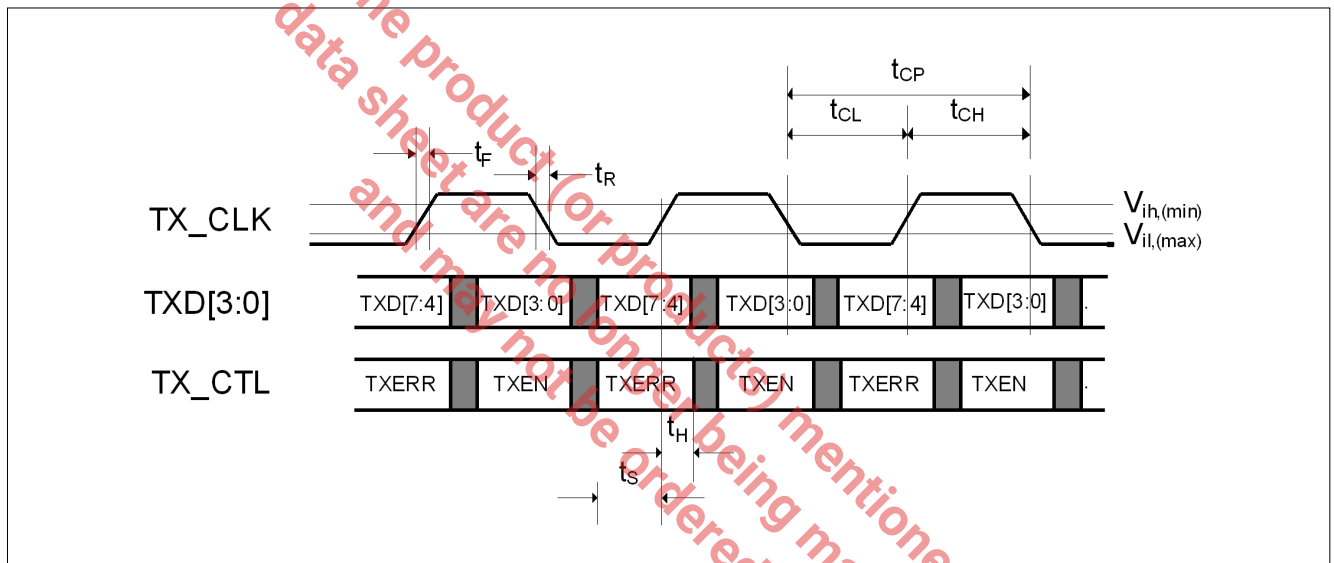 he product (or products) mentione
data sheet are no longer being ma
and may not be ordered
tCP
tCL tCH
tF tR
TX_CLK
Vih,(min)
Vil,(max)
TXD[3:0] TXD[7:4] TXD[3:0] TXD[7:4] TXD[3:0] TXD[7:4] TXD[3:0] .
TX_CTL TXERR TXEN TXERR TXEN TXERR TXEN .
tH
tS